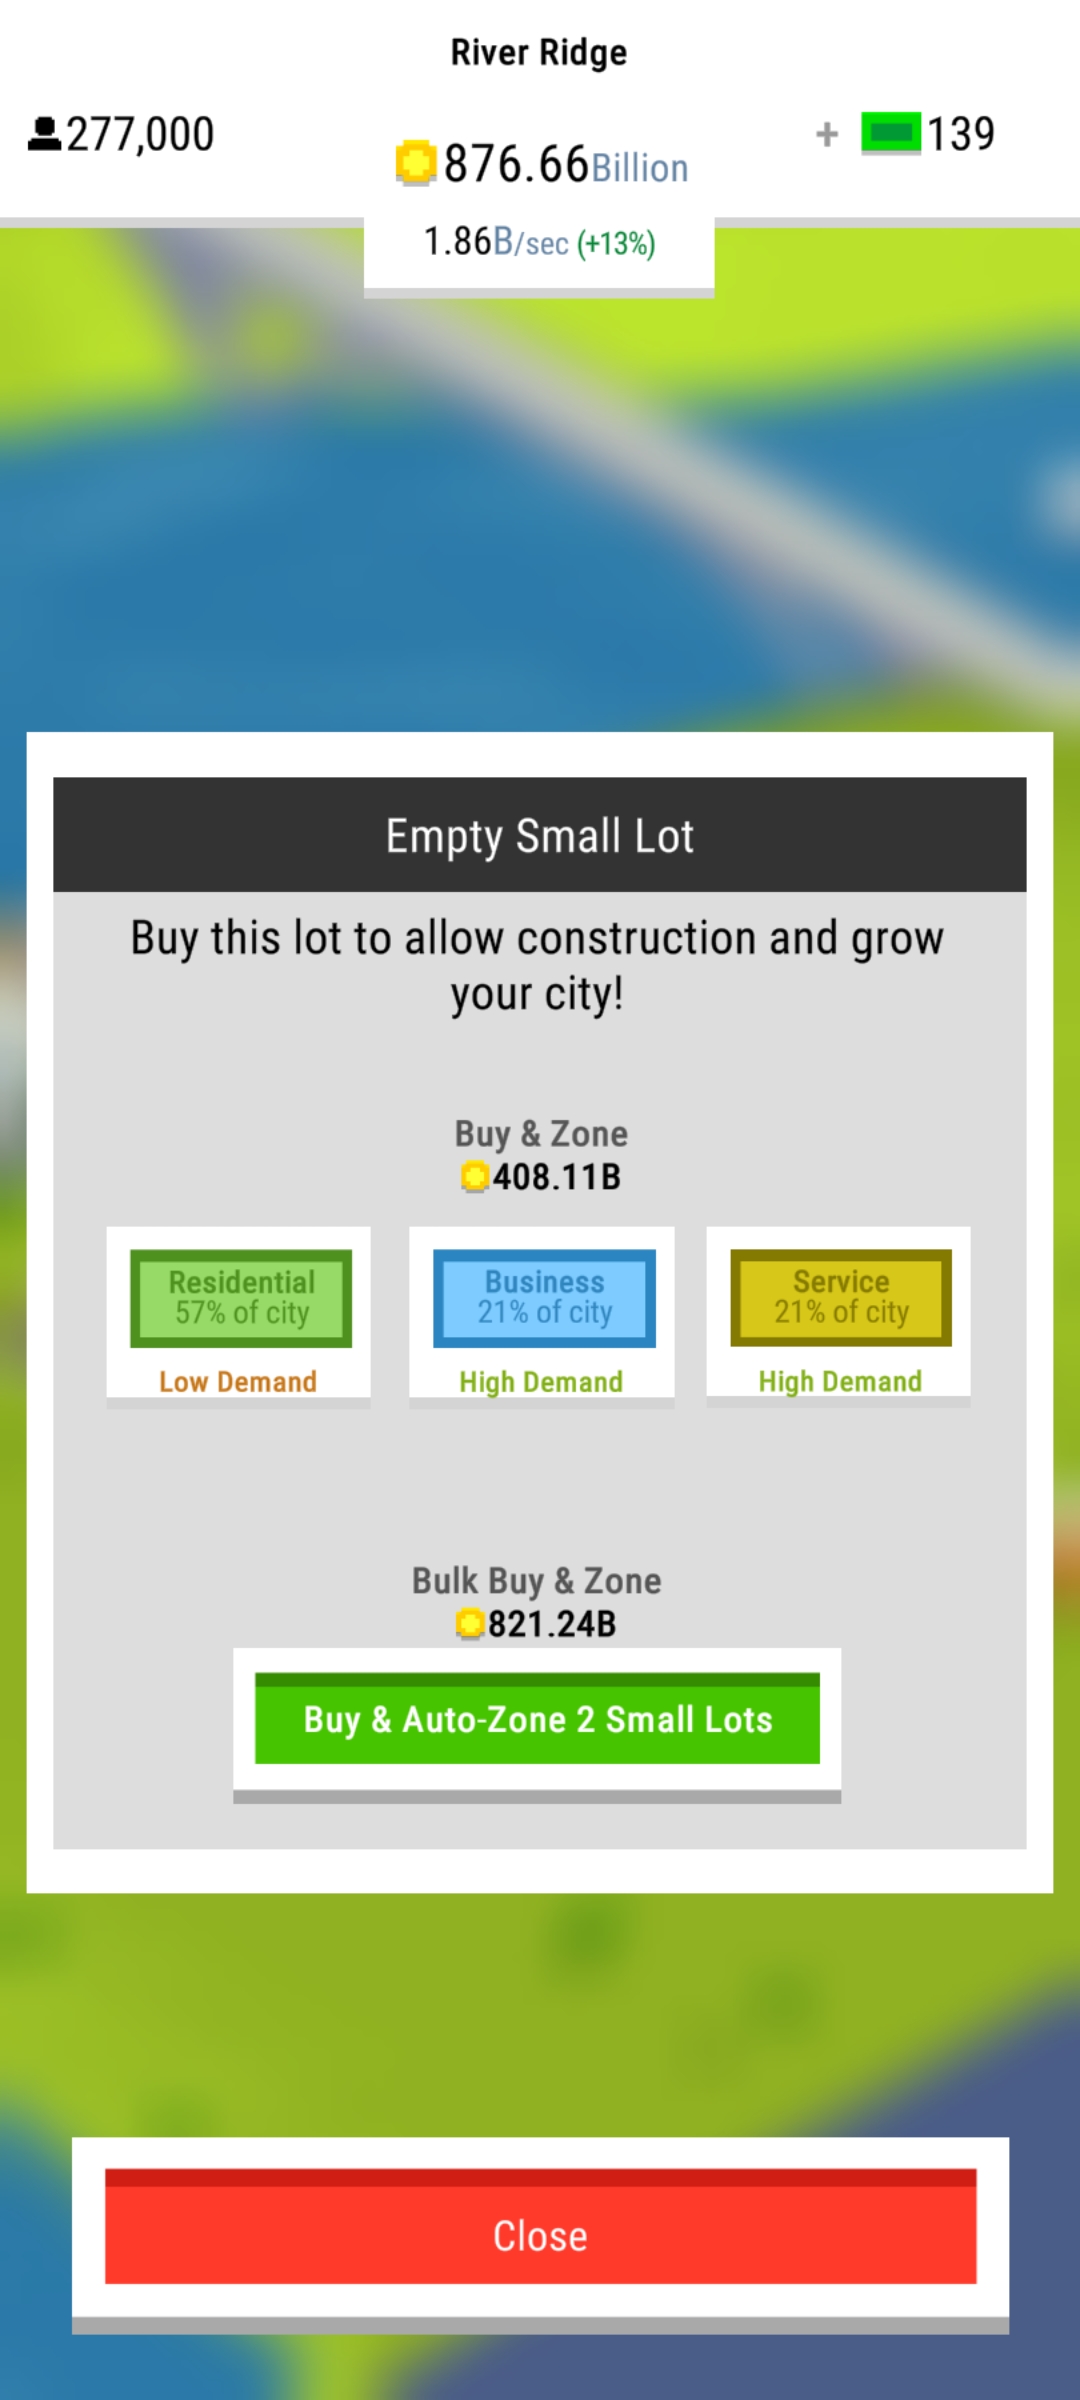 River Ridge
277,000
876.66Billion
+ 139
1.86B/sec (+13%)
Empty Small Lot
Buy this lot to allow construction and grow
your city!
Buy & Zone
408.11B
Residential
57% of city
Low Demand
Business
21% of city
High Demand
Service
21% of city
High Demand
Bulk Buy & Zone
821.24B
Buy & Auto-Zone 2 Small Lots
Close